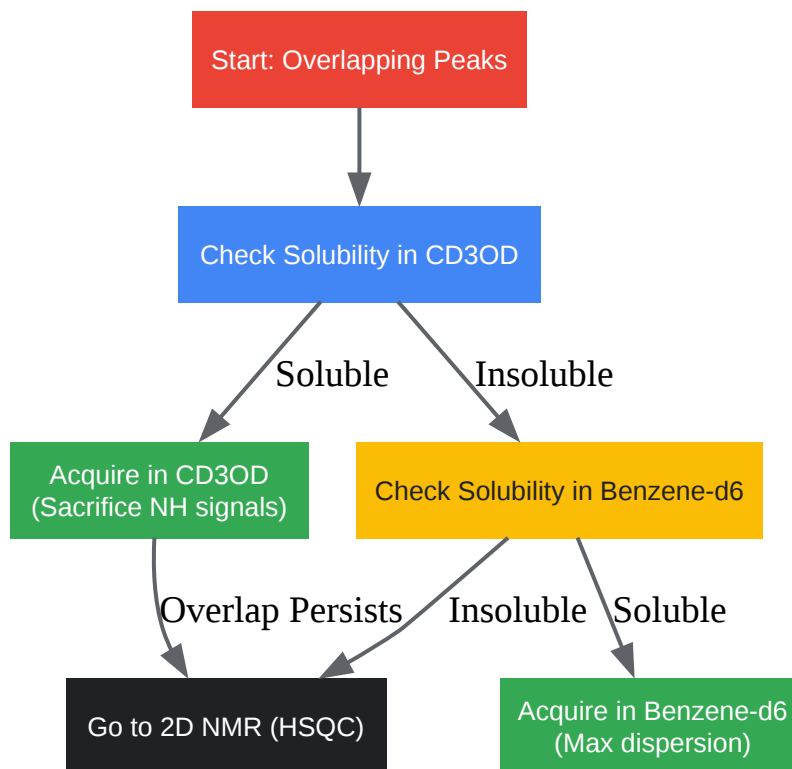 Start: Overlapping Peaks
Check Solubility in CD3OD
Soluble
Insoluble
Acquire in CD3OD
(Sacrifice NH signals)
Check Solubility in Benzene-d6
Overlap Persists
Insoluble
Soluble
Go to 2D NMR (HSQC)
Acquire in Benzene-d6
(Max dispersion)